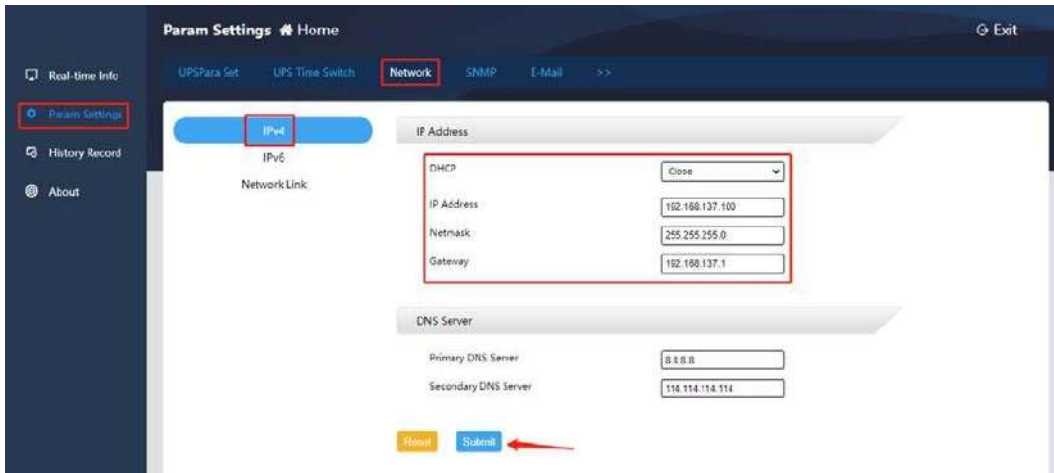 Param Settings Home
Exit
Real-time Info
Param Settings
History Record
About
UPSPara Set UPS Time Switch Network SNMP E-Mail >>
IPv4
IPv6
Network Link
IP Address
DHCP Close
IP Address 192.168.137.100
Netmask 255.255.255.0
Gateway 192.168.137.1
DNS Server
Primary DNS Server 8.8.8.8
Secondary DNS Server 114.114.114.114
Reset Submit